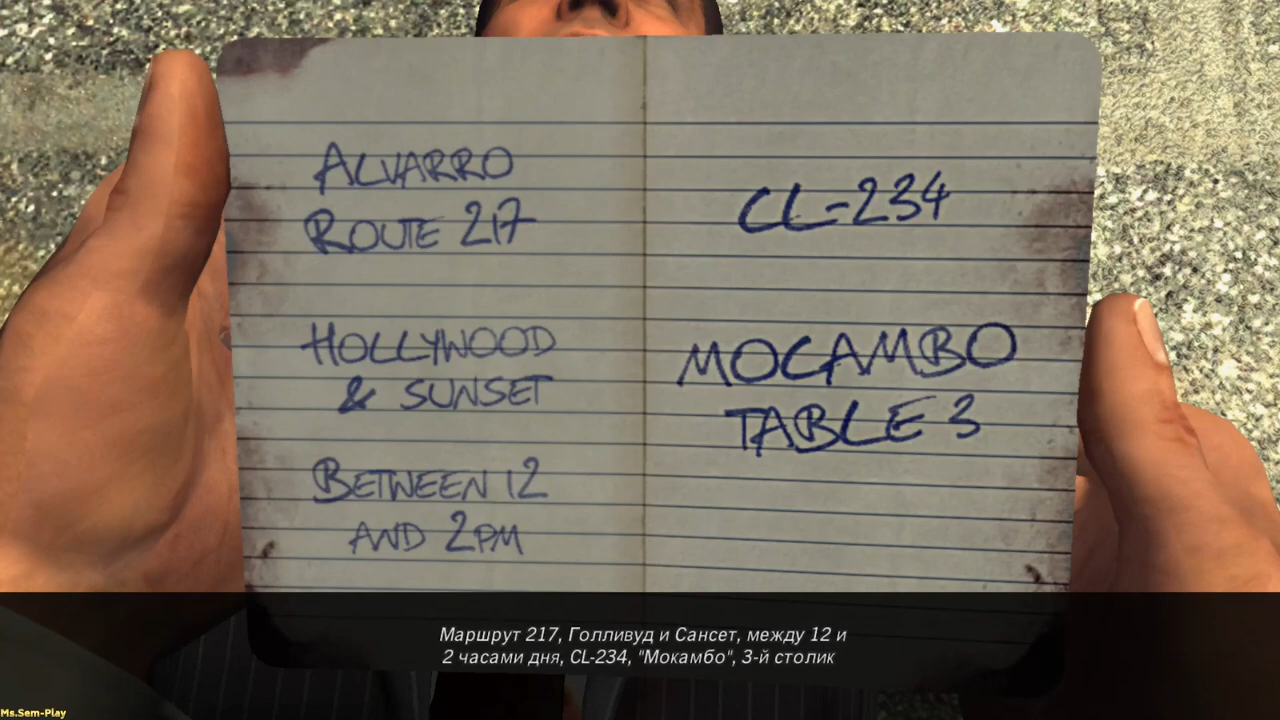 ALVARRO
ROUTE 217
HOLLYWOOD
& SUNSET
BETWEEN 12
AND 2PM
CL-234
MOCAMBO
TABLE 3
Маршрут 217, Голливуд и Сансет, между 12 и
2 часами дня, CL-234, "Мокамбо", 3-й столик
Ms.Sem-Play